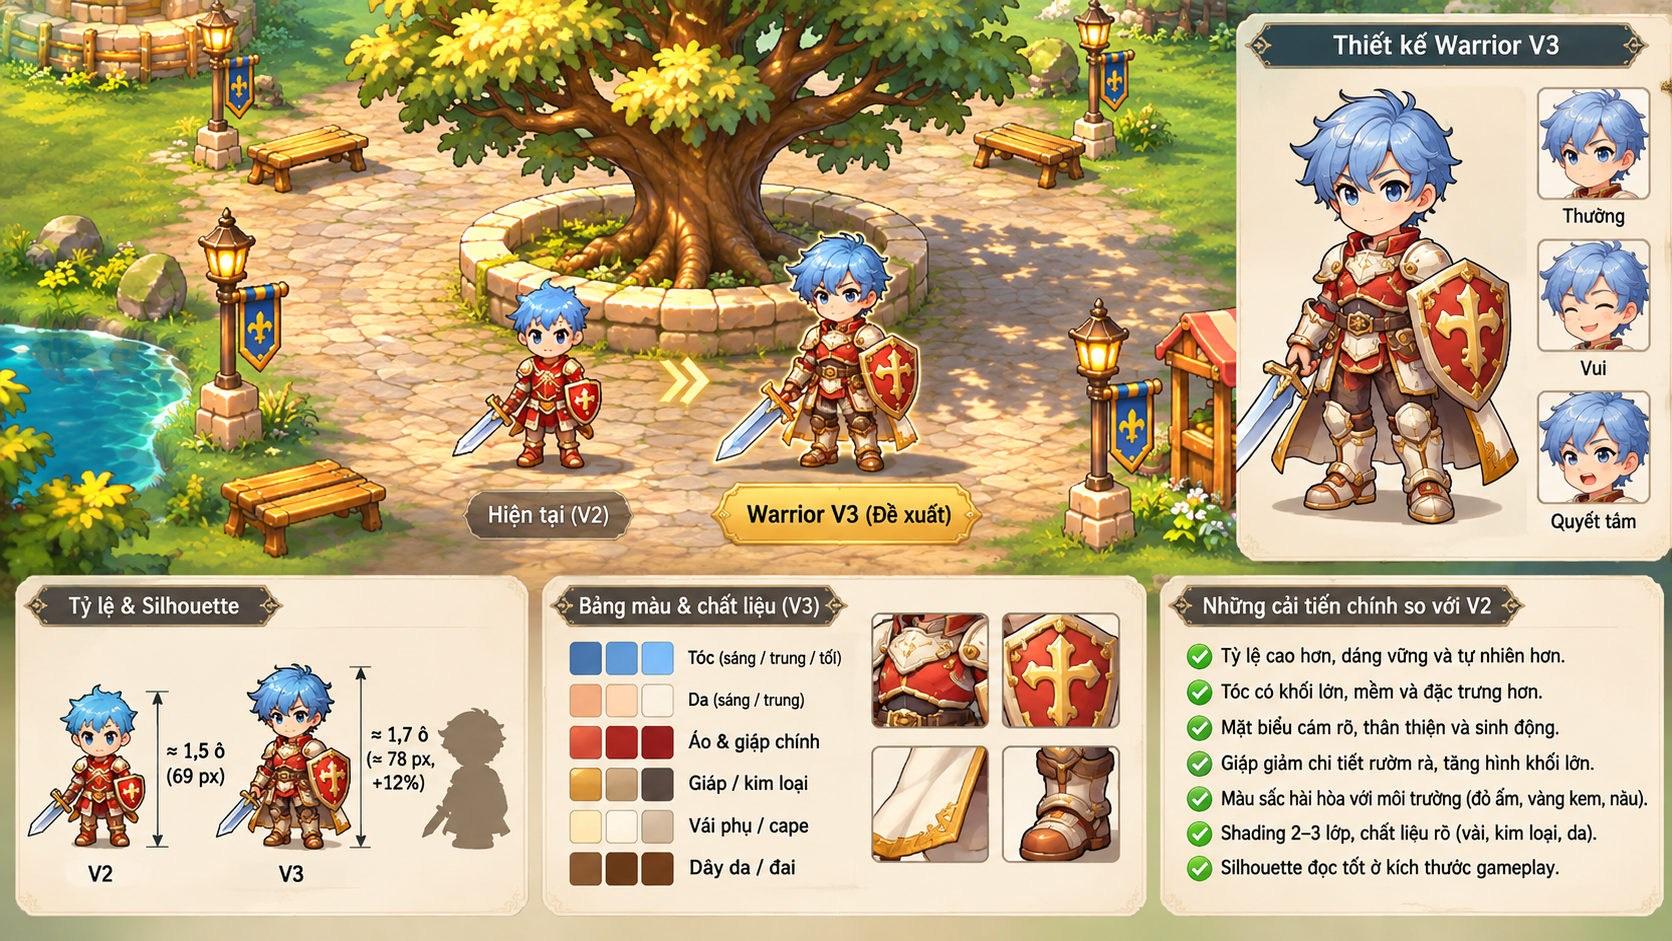 Thiết kế Warrior V3
Thường
Vui
Quyết tâm
Hiện tại (V2)
Warrior V3 (Đề xuất)
Tỷ lệ & Silhouette
≈ 1,5 ô
(69 px)
≈ 1,7 ô
(≈ 78 px,
+12%)
V2
V3
Bảng màu & chất liệu (V3)
Tóc (sáng / trung / tối)
Da (sáng / trung)
Áo & giáp chính
Giáp / kim loại
Vải phụ / cape
Dây da / đai
Những cải tiến chính so với V2
Tỷ lệ cao hơn, dáng vững và tự nhiên hơn.
Tóc có khối lớn, mềm và đặc trưng hơn.
Mặt biểu cảm rõ, thân thiện và sinh động.
Giáp giảm chi tiết rườm rà, tăng hình khối lớn.
Màu sắc hài hòa với môi trường (đỏ ấm, vàng kem, nâu).
Shading 2–3 lớp, chất liệu rõ (vải, kim loại, da).
Silhouette đọc tốt ở kích thước gameplay.